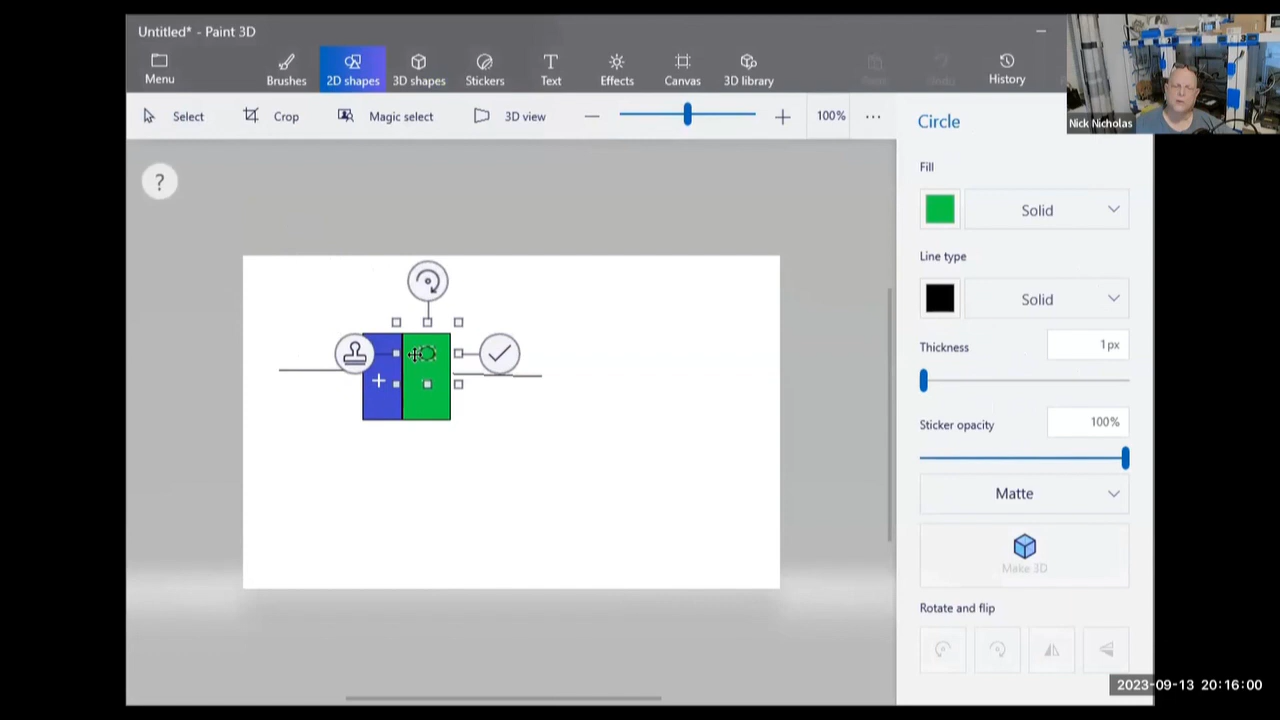 Untitled* - Paint 3D
Menu
Brushes
2D shapes
3D shapes
Stickers
Text
Effects
Canvas
3D library
History
Select
Crop
Magic select
3D view
100%
Nick Nicholas
Circle
?
Fill
Solid
Line type
Solid
Thickness
1px
Sticker opacity
100%
Matte
Make 3D
Rotate and flip
2023-09-13 20:16:00